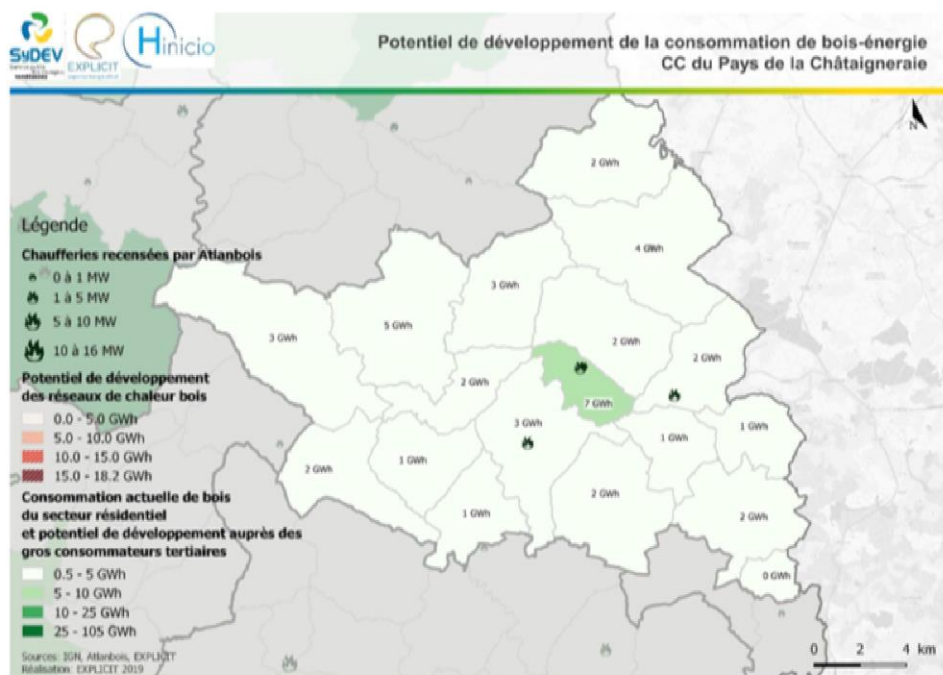 SyDEV
EXPLICIT
Hinicio
Potentiel de développement de la consommation de bois-énergie
CC du Pays de la Châtaigneraie
N
2 GWh
4 GWh
3 GWh
5 GWh
3 GWh
2 GWh
2 GWh
2 GWh
7 GWh
3 GWh
1 GWh
1 GWh
2 GWh
1 GWh
2 GWh
1 GWh
2 GWh
0 GWh
Légende
Chaufferies recensées par Atlanbois
0 à 1 MW
1 à 5 MW
5 à 10 MW
10 à 16 MW
Potentiel de développement
des réseaux de chaleur bois
0.0 - 5.0 GWh
5.0 - 10.0 GWh
10.0 - 15.0 GWh
15.0 - 18.2 GWh
Consommation actuelle de bois
du secteur résidentiel
et potentiel de développement auprès des
gros consommateurs tertiaires
0.5 - 5 GWh
5 - 10 GWh
10 - 25 GWh
25 - 105 GWh
Sources: IGN, Atlanbois, EXPLICIT
Réalisation: EXPLICIT 2019
0 2 4 km